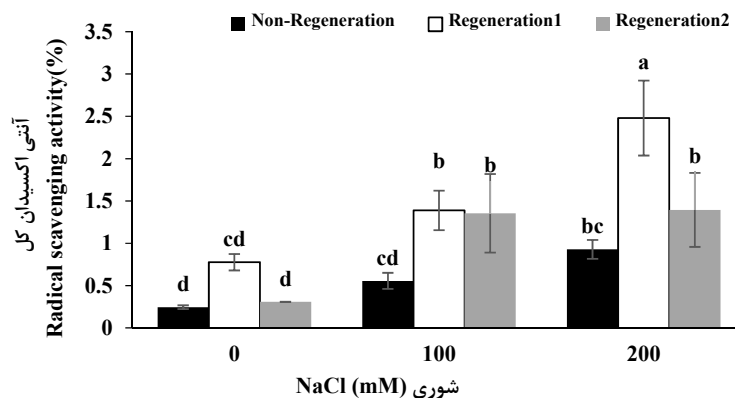 Non-Regeneration
Regeneration1
Regeneration2
آنتی اکسیدان کل
Radical scavenging activity(%)
3.5
3
2.5
2
1.5
1
0.5
0
d
cd
d
cd
b
b
bc
a
b
0
100
200
NaCl (mM) شوری